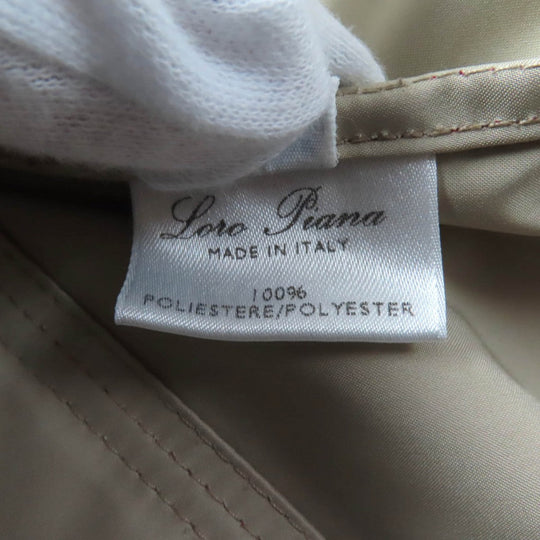 Loro Piana
MADE IN ITALY
100%
POLIESTERE/POLYESTER